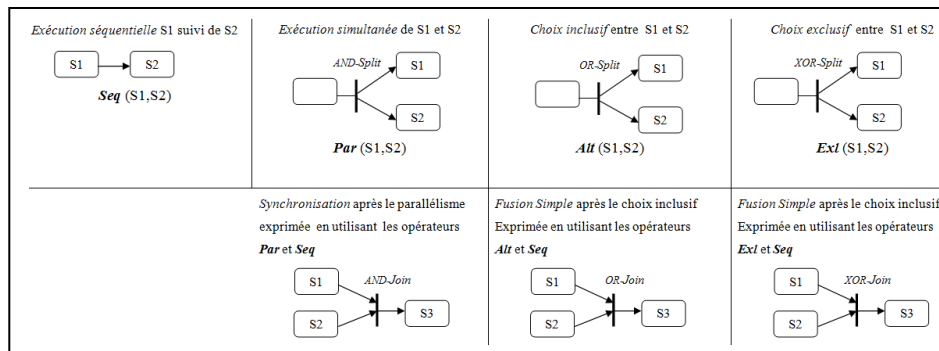 Exécution séquentielle S1 suivi de S2
S1
S2
Seq (S1,S2)
Exécution simultanée de S1 et S2
AND-Split
S1
S2
Par (S1,S2)
Choix inclusif entre S1 et S2
OR-Split
S1
S2
Alt (S1,S2)
Choix exclusif entre S1 et S2
XOR-Split
S1
S2
Exl (S1,S2)
Synchronisation après le parallélisme
exprimée en utilisant les opérateurs
Par et Seq
S1
AND-Join
S2
S3
Fusion Simple après le choix inclusif
Exprimée en utilisant les opérateurs
Alt et Seq
S1
OR-Join
S2
S3
Fusion Simple après le choix exclusif
Exprimée en utilisant les opérateurs
Exl et Seq
S1
XOR-Join
S2
S3